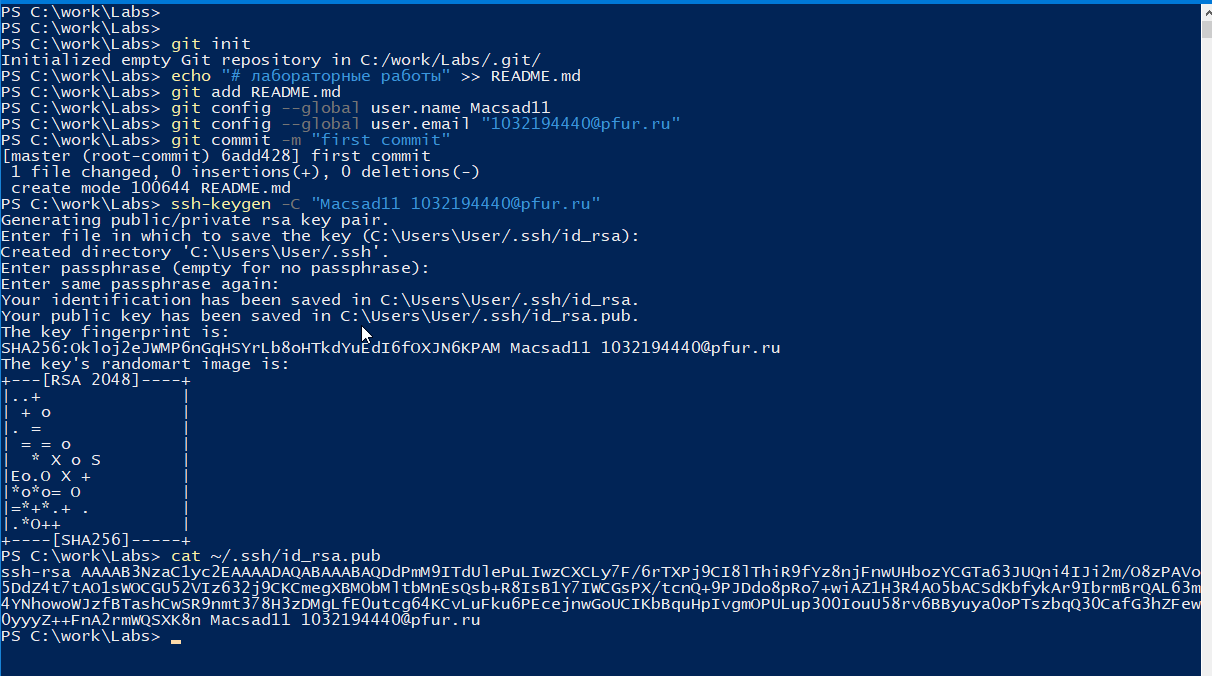 PS C:\work\Labs>
PS C:\work\Labs>
PS C:\work\Labs> git init
Initialized empty Git repository in C:/work/Labs/.git/
PS C:\work\Labs> echo "# лабораторные работы" >> README.md
PS C:\work\Labs> git add README.md
PS C:\work\Labs> git config --global user.name Macsad11
PS C:\work\Labs> git config --global user.email "1032194440@pfur.ru"
PS C:\work\Labs> git commit -m "first commit"
[master (root-commit) 6add428] first commit
 1 file changed, 0 insertions(+), 0 deletions(-)
 create mode 100644 README.md
PS C:\work\Labs> ssh-keygen -C "Macsad11 1032194440@pfur.ru"
Generating public/private rsa key pair.
Enter file in which to save the key (C:\Users\User/.ssh/id_rsa):
Created directory 'C:\Users\User/.ssh'.
Enter passphrase (empty for no passphrase):
Enter same passphrase again:
Your identification has been saved in C:\Users\User/.ssh/id_rsa.
Your public key has been saved in C:\Users\User/.ssh/id_rsa.pub.
The key fingerprint is:
SHA256:Okloj2eJWMP6nGqHSYrLb8oHTkdYuEdI6fOXJN6KPAM Macsad11 1032194440@pfur.ru
The key's randomart image is:
+---[RSA 2048]----+
|..+              |
| + o             |
|. =              |
| = = o           |
|  * X o S        |
|Eo.O X +         |
|*o*o= O          |
|=*+*.+ .         |
|.*O++            |
+----[SHA256]-----+
PS C:\work\Labs> cat ~/.ssh/id_rsa.pub
ssh-rsa AAAAB3NzaC1yc2EAAAADAQABAAABAQDdPmM9ITdUlePuLIwzCXCLy7F/6rTXPj9CI8lThiR9fYz8njFnwUHbozYCGTa63JUQni4IJi2m/O8zPAVo
5DdZ4t7tAO1sWOCGU52VIz632j9CKCmegXBMObMltbMnEsQsb+R8IsB1Y7IWCGsPX/tcnQ+9PJDdo8pRo7+wiAZ1H3R4AO5bACSdKbfykAr9IbrmBrQAL63m
4YNhowoWJzfBTashCwSR9nmt378H3zDMgLfEOutcg64KCvLuFku6PEcejnwGoUCIKbBquHpIvgmOPULup3OOIouU58rv6BByuyaOoPTszbqQ3OCafG3hZFew
OyyyZ++FnA2rmWQSXK8n Macsad11 1032194440@pfur.ru
PS C:\work\Labs>